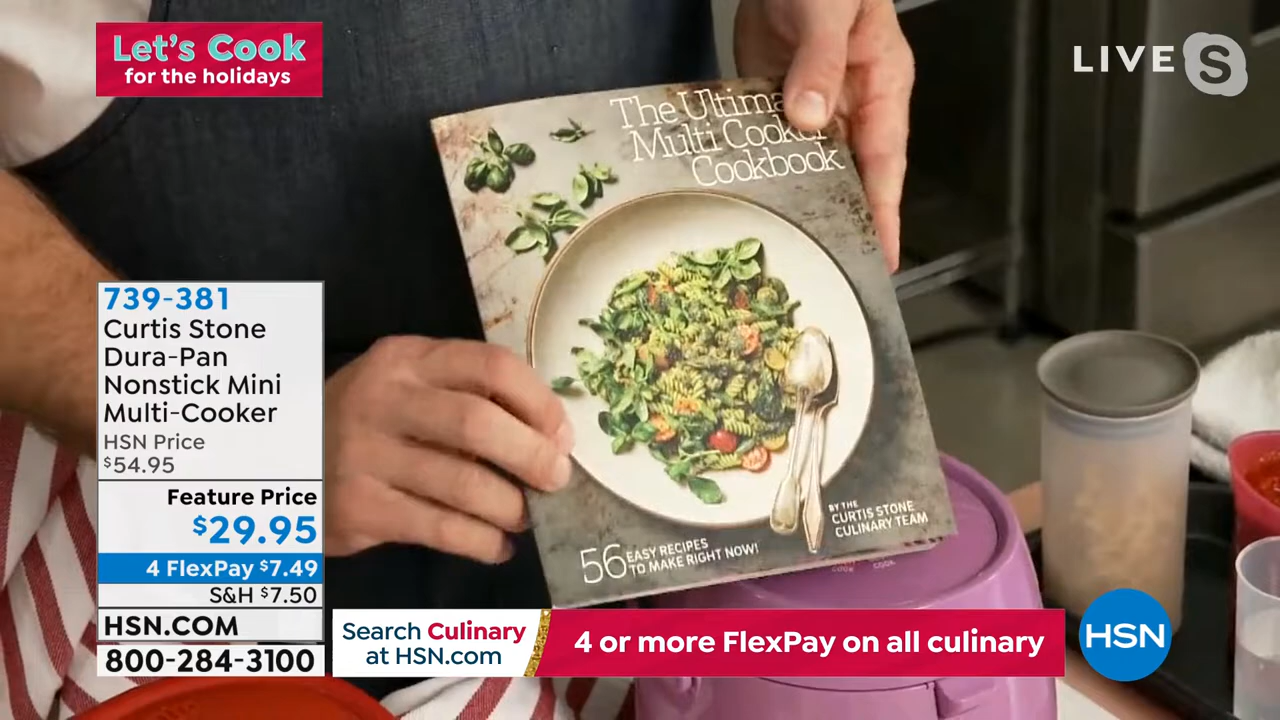 Let's Cook
for the holidays
LIVE S
The Ultima
Multi Cooker
Cookbook
739-381
Curtis Stone
Dura-Pan
Nonstick Mini
Multi-Cooker
HSN Price
$54.95
Feature Price
$29.95
4 FlexPay $7.49
S&H $7.50
HSN.COM
800-284-3100
BY THE
CURTIS STONE
CULINARY TEAM
56 EASY RECIPES
TO MAKE RIGHT NOW!
COOK
Search Culinary
at HSN.com
4 or more FlexPay on all culinary
HSN